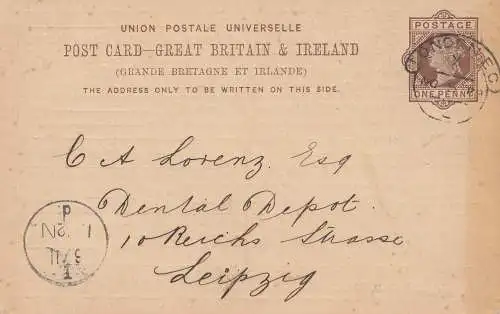 UNION POSTALE UNIVERSELLE
POST CARD—GREAT BRITAIN & IRELAND
(GRANDE BRETAGNE ET IRLANDE)
THE ADDRESS ONLY TO BE WRITTEN ON THIS SIDE.
POSTAGE
ONE PENNY
LONDON E.C.
C A Lorenz. Esq
Dental Depot.
10 Reichs Strasse
Leipzig